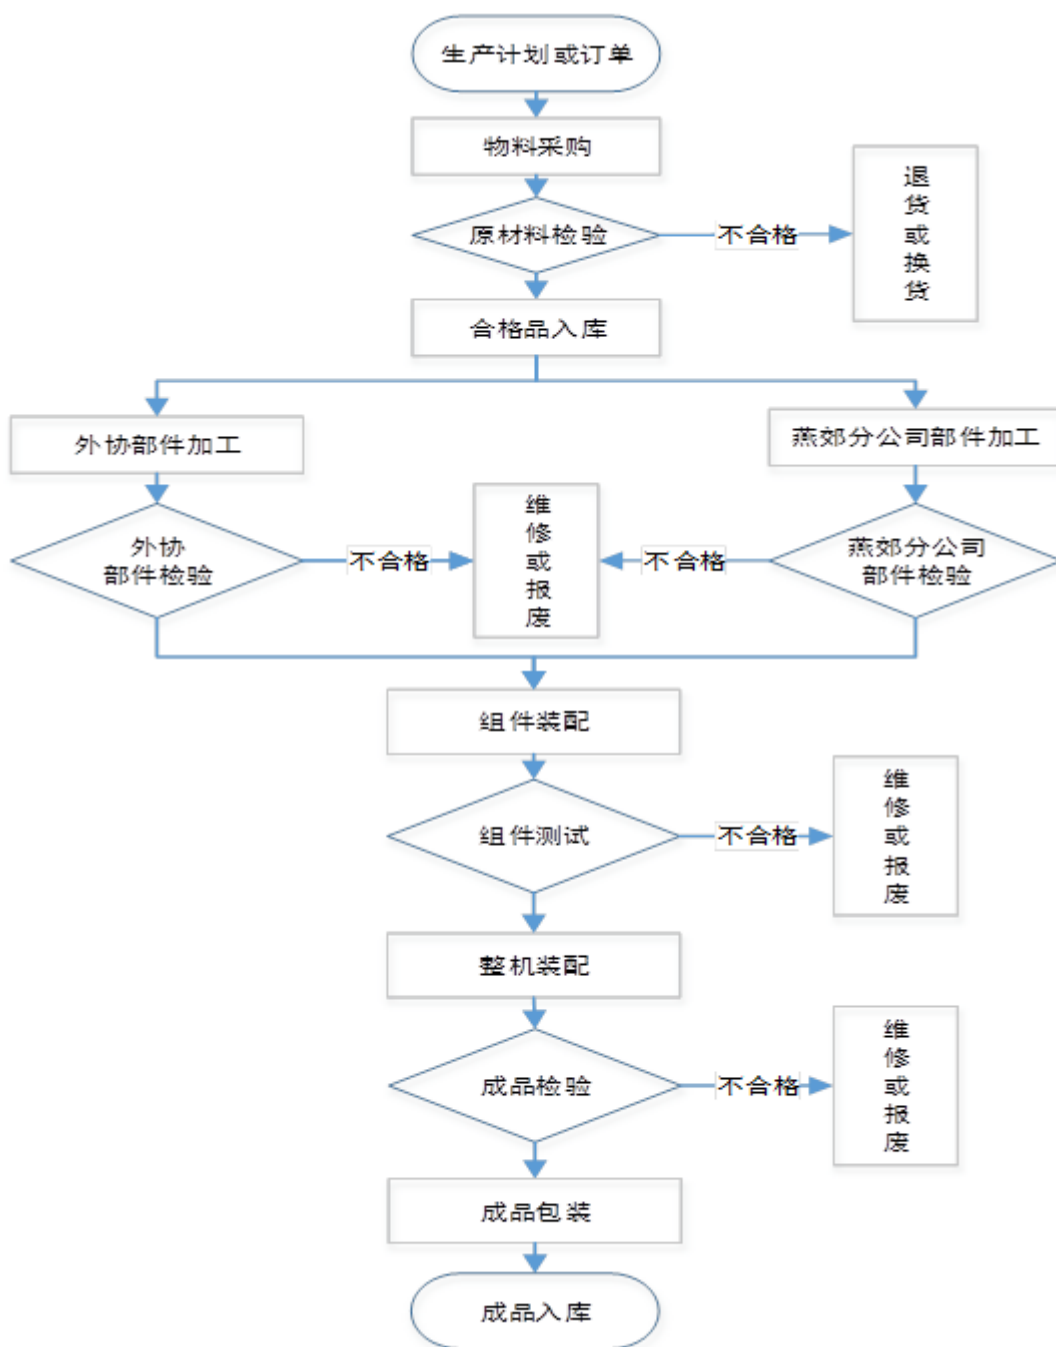 生产计划或订单
物料采购
原材料检验
不合格
退货或换货
合格品入库
外协部件加工
燕郊分公司部件加工
外协
部件检验
不合格
维修或报废
不合格
燕郊分公司
部件检验
组件装配
组件测试
不合格
维修或报废
整机装配
成品检验
不合格
维修或报废
成品包装
成品入库